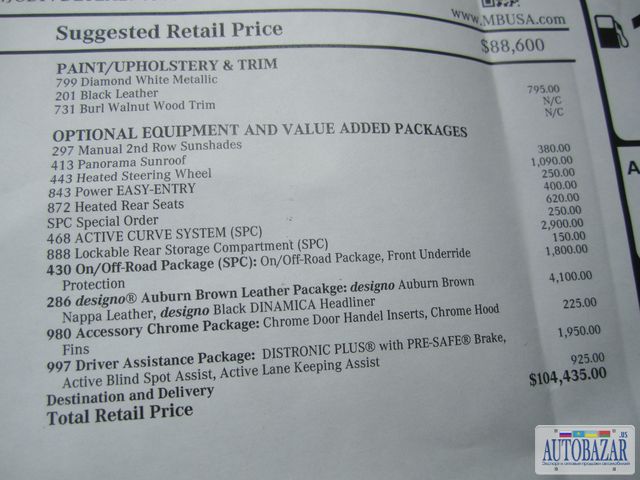 www.MBUSA.com
Suggested Retail Price $88,600
PAINT/UPHOLSTERY & TRIM
799 Diamond White Metallic 795.00
201 Black Leather N/C
731 Burl Walnut Wood Trim N/C
OPTIONAL EQUIPMENT AND VALUE ADDED PACKAGES
297 Manual 2nd Row Sunshades 380.00
413 Panorama Sunroof 1,090.00
443 Heated Steering Wheel 250.00
843 Power EASY-ENTRY 400.00
872 Heated Rear Seats 620.00
SPC Special Order 250.00
468 ACTIVE CURVE SYSTEM (SPC) 2,900.00
888 Lockable Rear Storage Compartment (SPC) 150.00
430 On/Off-Road Package (SPC): On/Off-Road Package, Front Underride 1,800.00
Protection
286 designo® Auburn Brown Leather Pacakge: designo Auburn Brown 4,100.00
Nappa Leather, designo Black DINAMICA Headliner
980 Accessory Chrome Package: Chrome Door Handel Inserts, Chrome Hood 225.00
Fins
997 Driver Assistance Package: DISTRONIC PLUS® with PRE-SAFE® Brake, 1,950.00
Active Blind Spot Assist, Active Lane Keeping Assist
Destination and Delivery 925.00
Total Retail Price $104,435.00
AUTOBAZAR.us